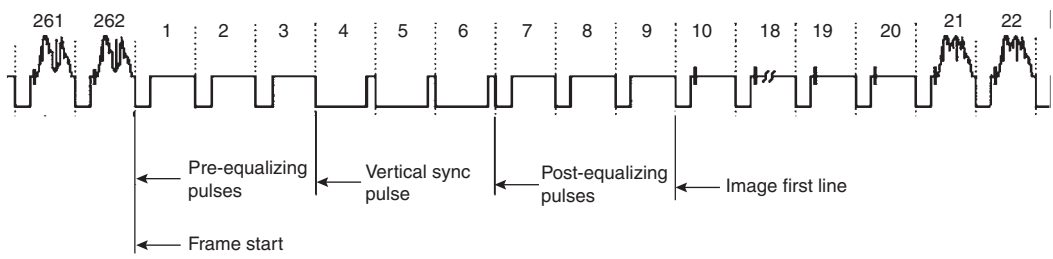 261 262 1 2 3 4 5 6 7 8 9 10 18 19 20 21 22
Pre-equalizing
pulses
Vertical sync
pulse
Post-equalizing
pulses
Image first line
Frame start